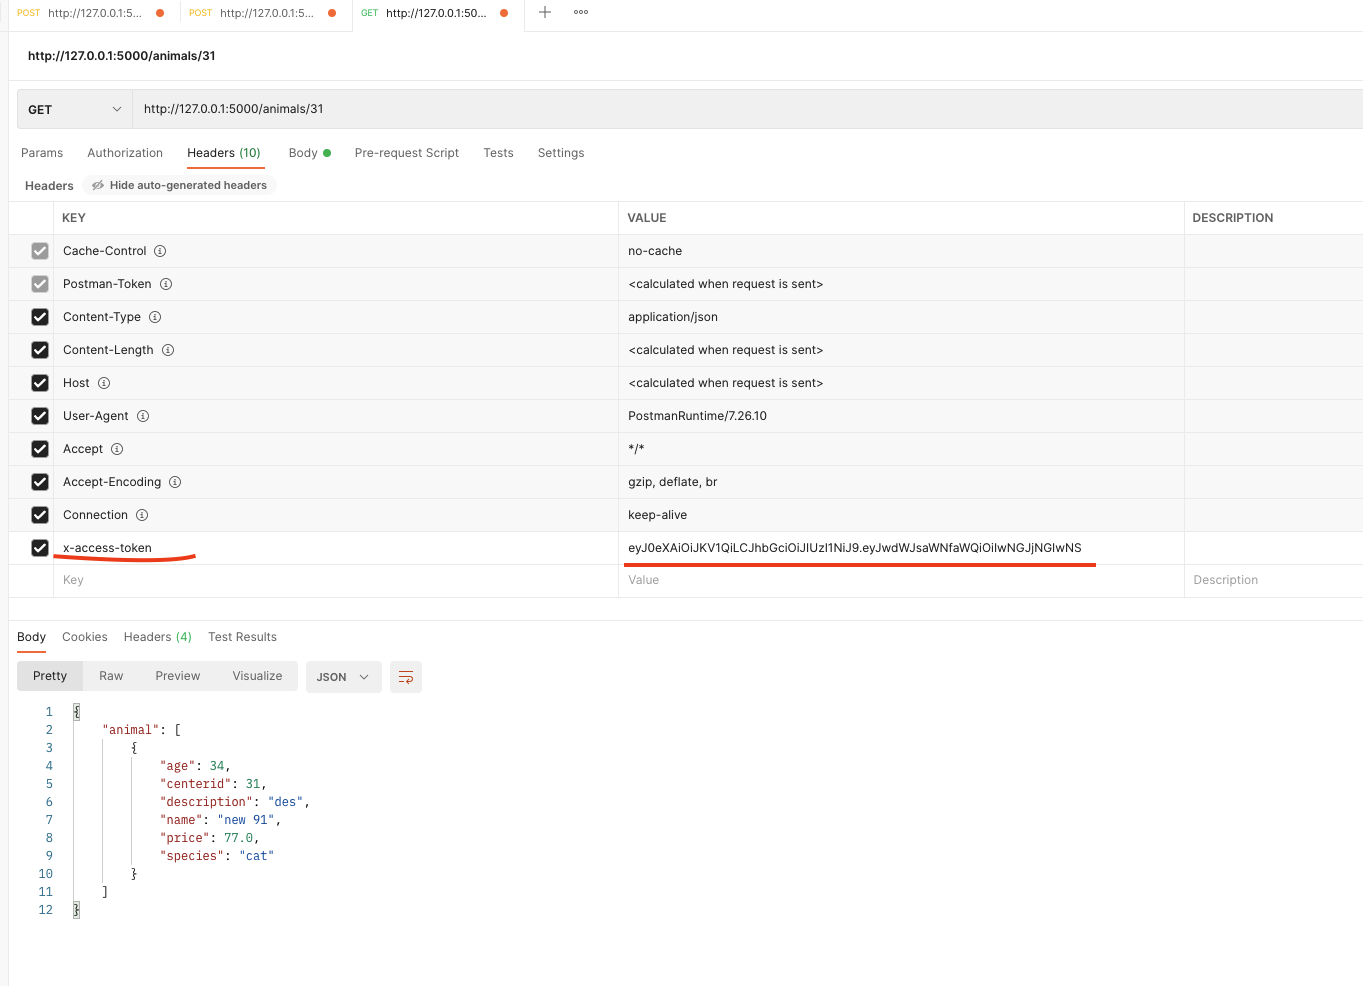 POST http://127.0.0.1:5... POST http://127.0.0.1:5... GET http://127.0.0.1:50...
http://127.0.0.1:5000/animals/31
GET http://127.0.0.1:5000/animals/31
Params Authorization Headers (10) Body Pre-request Script Tests Settings
Headers Hide auto-generated headers
KEY VALUE DESCRIPTION
Cache-Control no-cache
Postman-Token <calculated when request is sent>
Content-Type application/json
Content-Length <calculated when request is sent>
Host <calculated when request is sent>
User-Agent PostmanRuntime/7.26.10
Accept */*
Accept-Encoding gzip, deflate, br
Connection keep-alive
x-access-token eyJ0eXAiOiJKV1QiLCJhbGciOiJIUzI1NiJ9.eyJwdWJsaWNfaWQiOiIwNGJjNGIwNS
Key Value Description
Body Cookies Headers (4) Test Results
Pretty Raw Preview Visualize JSON
1 {
2 "animal": [
3 {
4 "age": 34,
5 "centerid": 31,
6 "description": "des",
7 "name": "new 91",
8 "price": 77.0,
9 "species": "cat"
10 }
11 ]
12 }